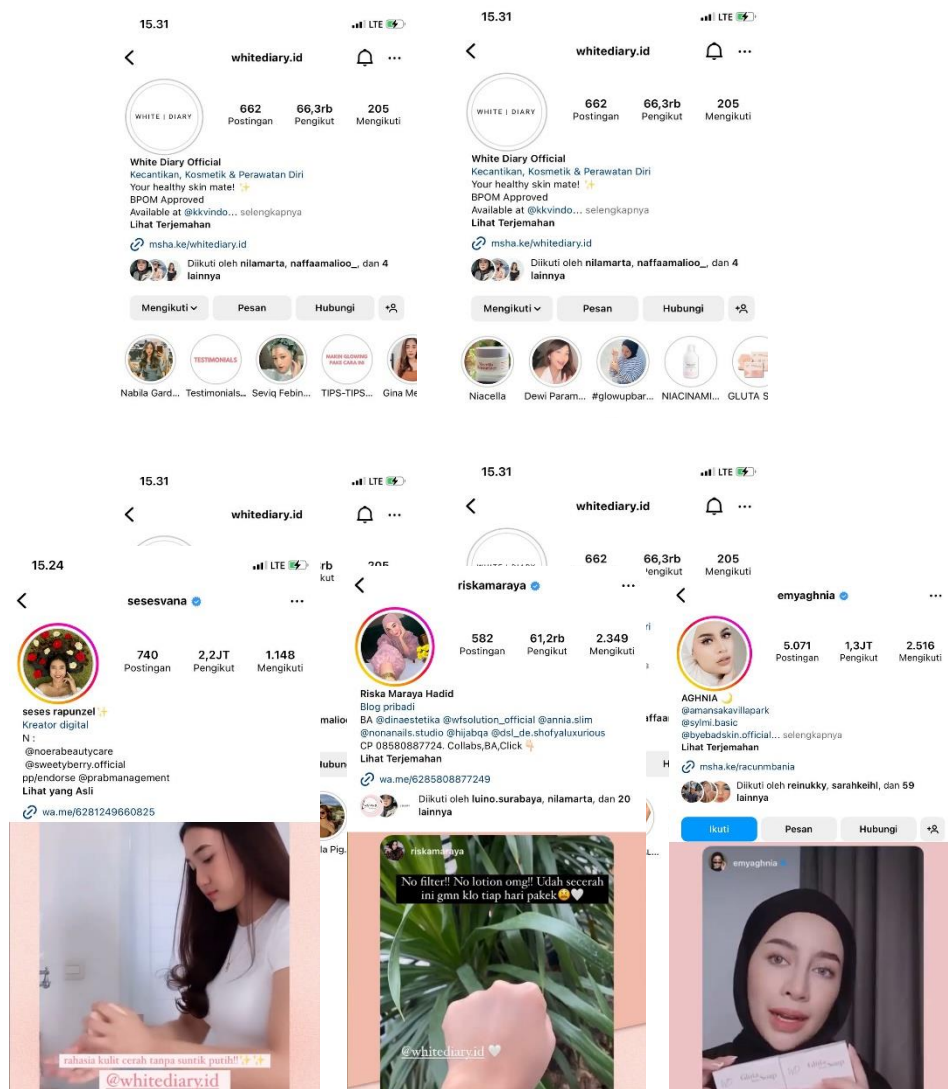 15.31
LTE
whitediary.id
WHITE | DIARY
662 66,3rb 205
Postingan Pengikut Mengikuti
White Diary Official
Kecantikan, Kosmetik & Perawatan Diri
Your healthy skin mate! ✨
BPOM Approved
Available at @kkvindo... selengkapnya
Lihat Terjemahan
msha.ke/whitediary.id
Diikuti oleh nilamarta, naffaamalioo_, dan 4
lainnya
Mengikuti Pesan Hubungi
TESTIMONIALS
MAKIN GLOWING
PAKE CARA INI
Nabila Gard... Testimonials... Seviq Febin... TIPS-TIPS... Gina Me
15.31
LTE
whitediary.id
WHITE | DIARY
662 66,3rb 205
Postingan Pengikut Mengikuti
White Diary Official
Kecantikan, Kosmetik & Perawatan Diri
Your healthy skin mate! ✨
BPOM Approved
Available at @kkvindo... selengkapnya
Lihat Terjemahan
msha.ke/whitediary.id
Diikuti oleh nilamarta, naffaamalioo_, dan 4
lainnya
Mengikuti Pesan Hubungi
Niacella Dewi Param... #glowupbar... NIACINAMI... GLUTA S
15.31
LTE
whitediary.id
rb 205
kut
malioo
lubun
la Pig.
15.31
LTE
whitediary.id
662 66,3rb 205
Pengikut Mengikuti
ri
affaa
H
L...
15.24
LTE
sesesvana
740 2,2JT 1.148
Postingan Pengikut Mengikuti
seses rapunzel✨
Kreator digital
N :
@noerabeautycare
@sweetyberry.official
pp/endorse @prabmanagement
Lihat yang Asli
wa.me/6281249660825
rahasia kulit cerah tanpa suntik putih!!✨✨
@whitediary.id
riskamaraya
582 61,2rb 2.349
Postingan Pengikut Mengikuti
Riska Maraya Hadid
Blog pribadi
BA @dinaestetika @wfsolution_official @annia.slim
@nonanails.studio @hijabqa @dsl_de.shofyaluxurious
CP 08580887724. Collabs,BA,Click👇
Lihat Terjemahan
wa.me/6285808877249
Diikuti oleh luino.surabaya, nilamarta, dan 20
lainnya
riskamaraya
No filter!! No lotion omg!! Udah secerah
ini gmn klo tiap hari pakek😫🤍
@whitediary.id 🤍
emyaghnia
5.071 1,3JT 2.516
Postingan Pengikut Mengikuti
AGHNIA 🌙
@amansakavillapark
@sylmi.basic
@byebadskin.official... selengkapnya
Lihat Terjemahan
msha.ke/racunmbania
Diikuti oleh reinukky, sarahkeihl, dan 59
lainnya
Ikuti Pesan Hubungi
emyaghnia